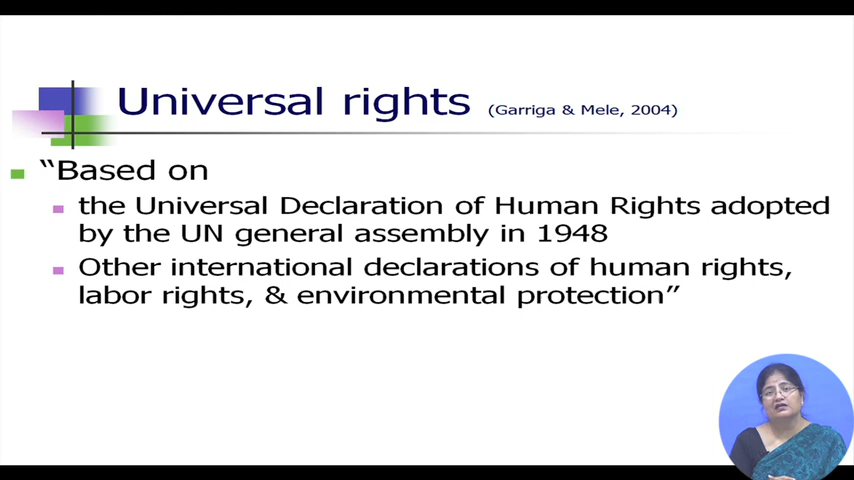 Universal rights (Garriga & Mele, 2004)
“Based on
the Universal Declaration of Human Rights adopted
by the UN general assembly in 1948
Other international declarations of human rights,
labor rights, & environmental protection”